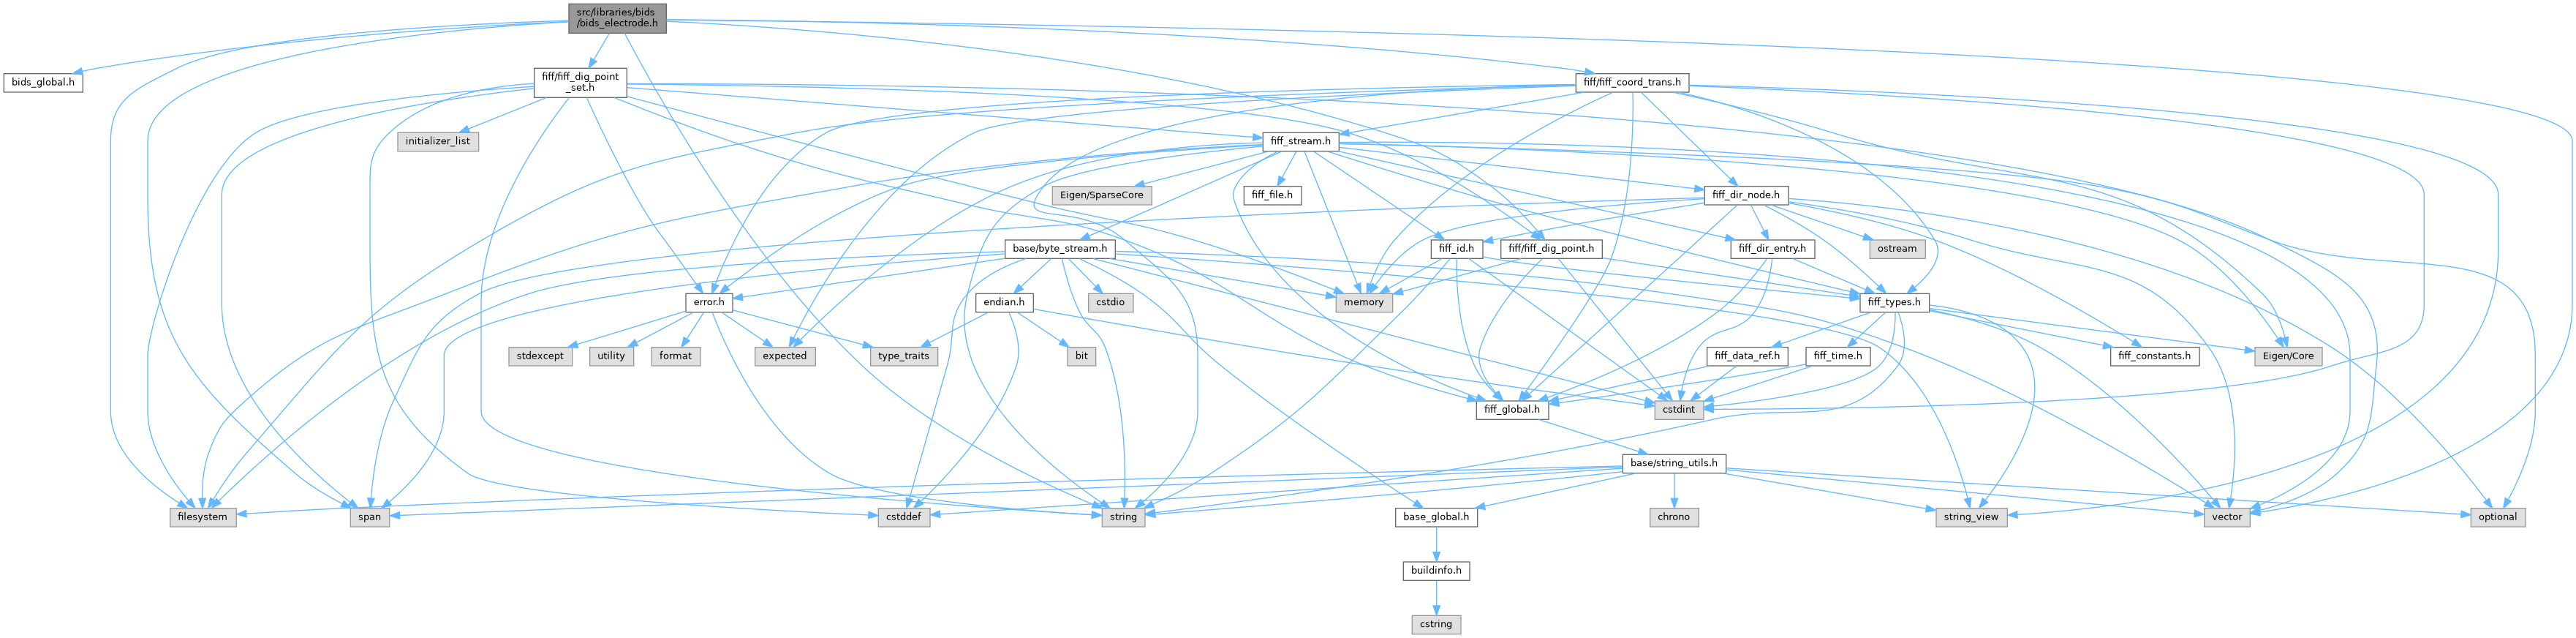 src/libraries/bids
/bids_electrode.h
bids_global.h
fiff/fiff_dig_point
_set.h
fiff/fiff_coord_trans.h
initializer_list
fiff_stream.h
Eigen/SparseCore
fiff_file.h
fiff_dir_node.h
base/byte_stream.h
fiff_id.h
fiff/fiff_dig_point.h
fiff_dir_entry.h
ostream
error.h
endian.h
cstdio
memory
fiff_types.h
stdexcept
utility
format
expected
type_traits
bit
fiff_data_ref.h
fiff_time.h
fiff_constants.h
Eigen/Core
fiff_global.h
cstdint
base/string_utils.h
filesystem
span
cstddef
string
base_global.h
chrono
string_view
vector
optional
buildinfo.h
cstring